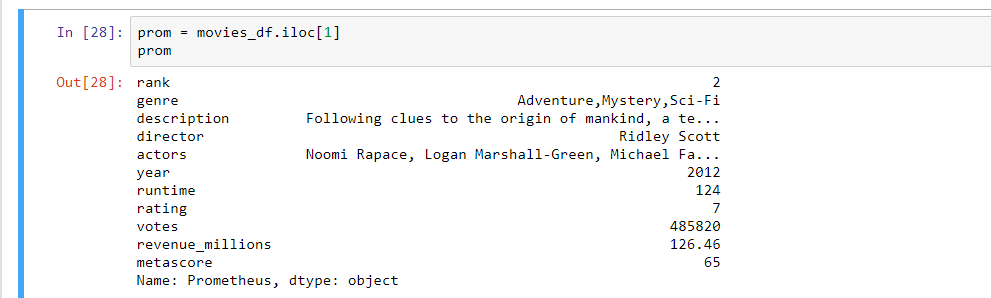 In [28]: prom = movies_df.iloc[1]
prom
Out[28]: rank 2
genre Adventure,Mystery,Sci-Fi
description Following clues to the origin of mankind, a te...
director Ridley Scott
actors Noomi Rapace, Logan Marshall-Green, Michael Fa...
year 2012
runtime 124
rating 7
votes 485820
revenue_millions 126.46
metascore 65
Name: Prometheus, dtype: object